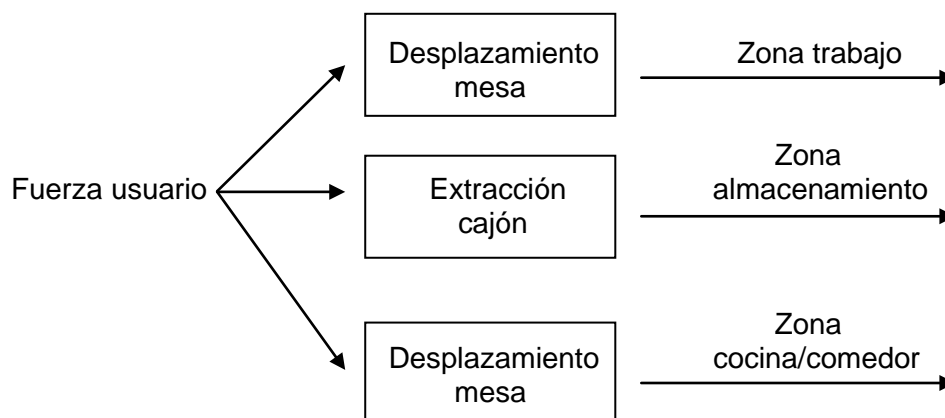 Desplazamiento
mesa
Zona trabajo
Fuerza usuario
Extracción
cajón
Zona
almacenamiento
Desplazamiento
mesa
Zona
cocina/comedor